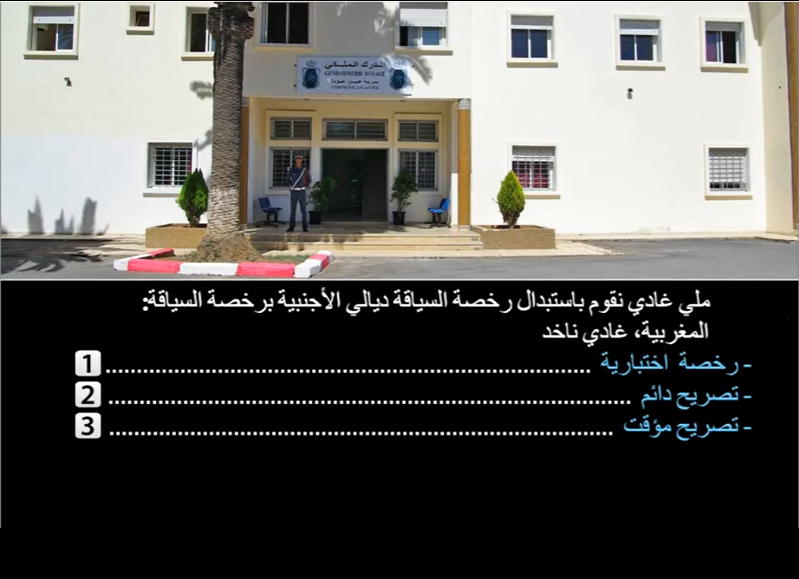 الدرك الملكي
GENDARMERIE ROYALE
ملي غادي نقوم باستبدال رخصة السياقة ديالي الأجنبية برخصة السياقة:
المغربية، غادي ناخد
- رخصة اختبارية ........................ 1
- تصريح دائم ........................ 2
- تصريح مؤقت ........................ 3